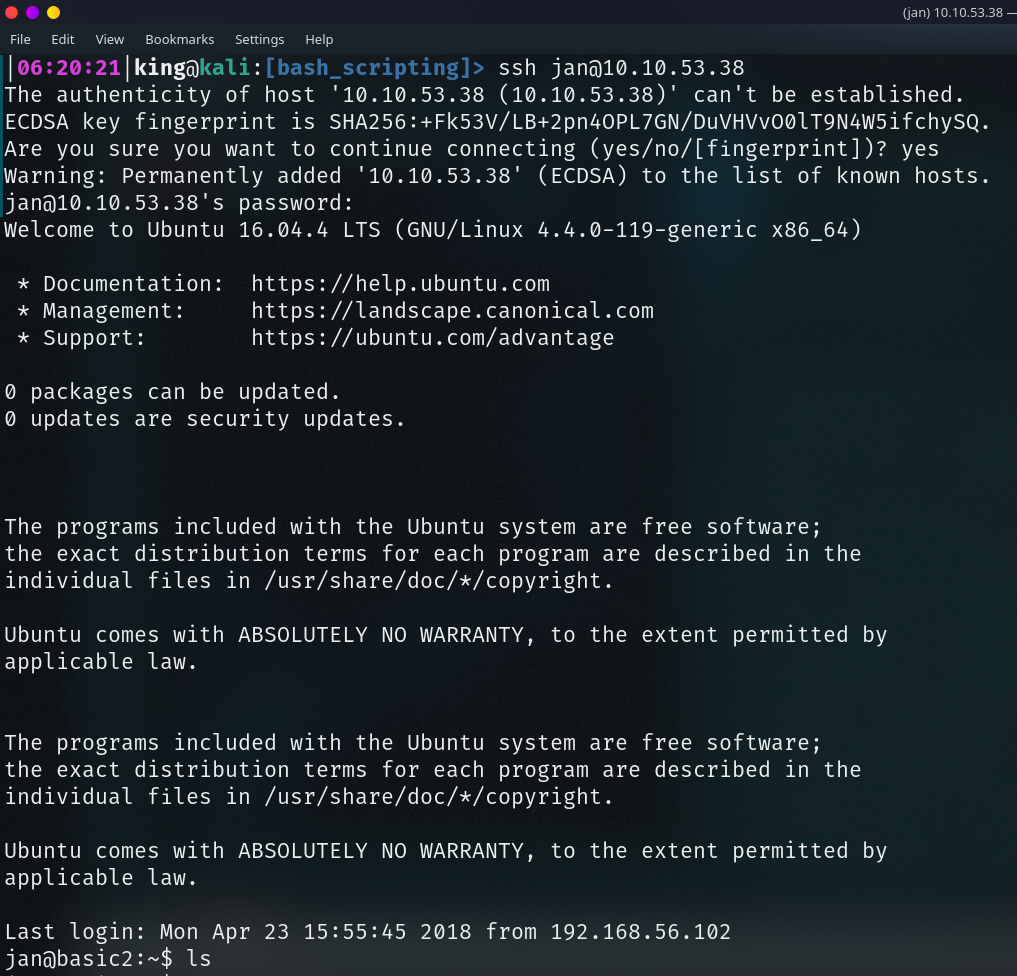 (jan) 10.10.53.38 —
File Edit View Bookmarks Settings Help
|06:20:21|king@kali:[bash_scripting]> ssh jan@10.10.53.38
The authenticity of host '10.10.53.38 (10.10.53.38)' can't be established.
ECDSA key fingerprint is SHA256:+Fk53V/LB+2pn4OPL7GN/DuVHVvO0lT9N4W5ifchySQ.
Are you sure you want to continue connecting (yes/no/[fingerprint])? yes
Warning: Permanently added '10.10.53.38' (ECDSA) to the list of known hosts.
jan@10.10.53.38's password:
Welcome to Ubuntu 16.04.4 LTS (GNU/Linux 4.4.0-119-generic x86_64)
* Documentation:  https://help.ubuntu.com
* Management:     https://landscape.canonical.com
* Support:        https://ubuntu.com/advantage
0 packages can be updated.
0 updates are security updates.
The programs included with the Ubuntu system are free software;
the exact distribution terms for each program are described in the
individual files in /usr/share/doc/*/copyright.
Ubuntu comes with ABSOLUTELY NO WARRANTY, to the extent permitted by
applicable law.
The programs included with the Ubuntu system are free software;
the exact distribution terms for each program are described in the
individual files in /usr/share/doc/*/copyright.
Ubuntu comes with ABSOLUTELY NO WARRANTY, to the extent permitted by
applicable law.
Last login: Mon Apr 23 15:55:45 2018 from 192.168.56.102
jan@basic2:~$ ls